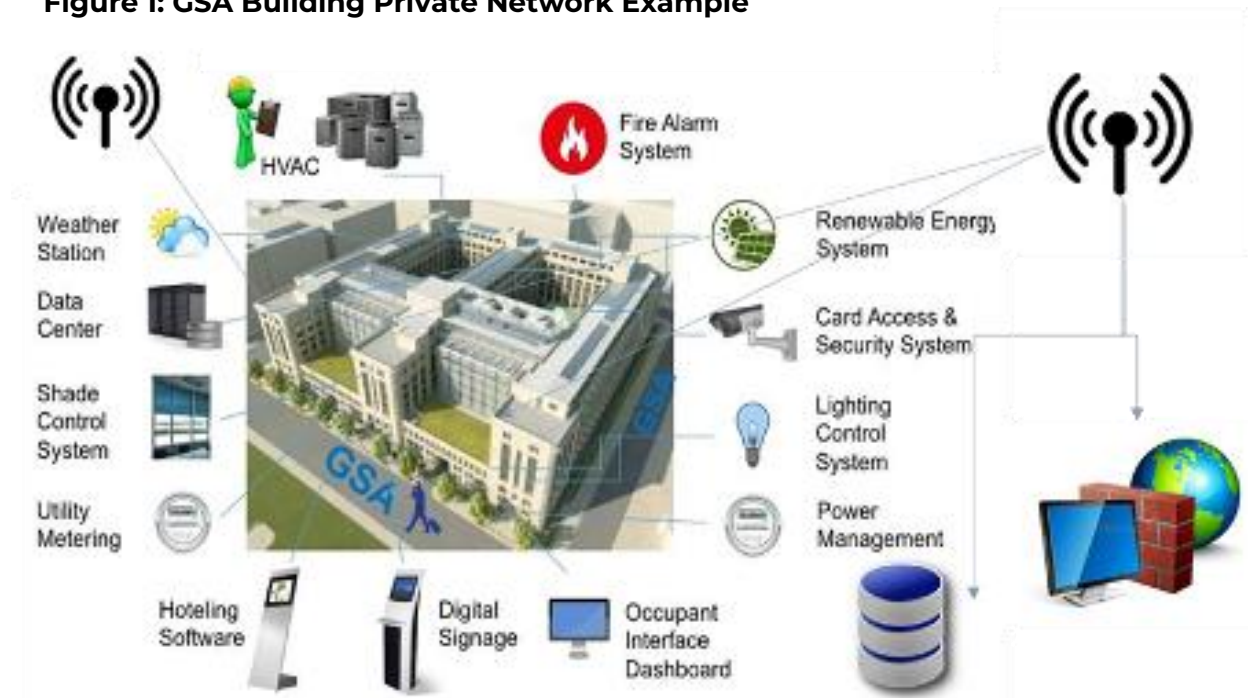 Figure 1: GSA Building Private Network Example
HVAC
Fire Alarm
System
Weather
Station
Renewable Energy
System
Data
Center
Card Access &
Security System
Shade
Control
System
Lighting
Control
System
GSA
GSA
Utility
Metering
Power
Management
Hoteling
Software
Digital
Signage
Occupant
Interface
Dashboard